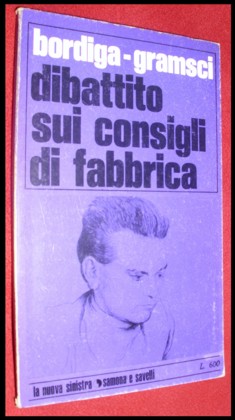 bordiga-gramsci
dibattito
sui consigli
di fabbrica
L. 600
la nuova sinistra samonà e savelli